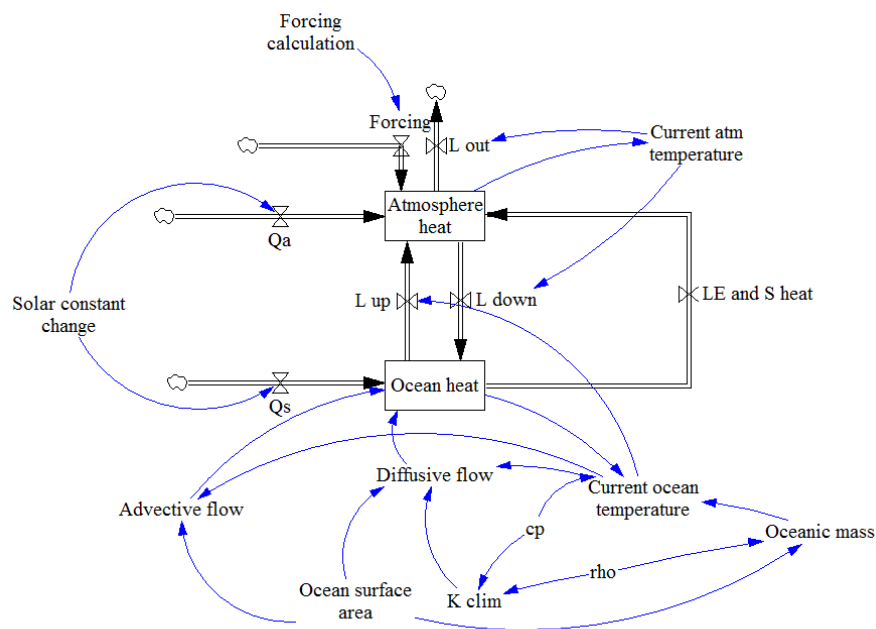 Forcing
calculation
Forcing
L out
Current atm
temperature
Atmosphere
heat
Qa
Solar constant
change
L up
L down
LE and S heat
Ocean heat
Qs
Diffusive flow
Current ocean
temperature
Advective flow
Oceanic mass
cp
rho
Ocean surface
area
K clim